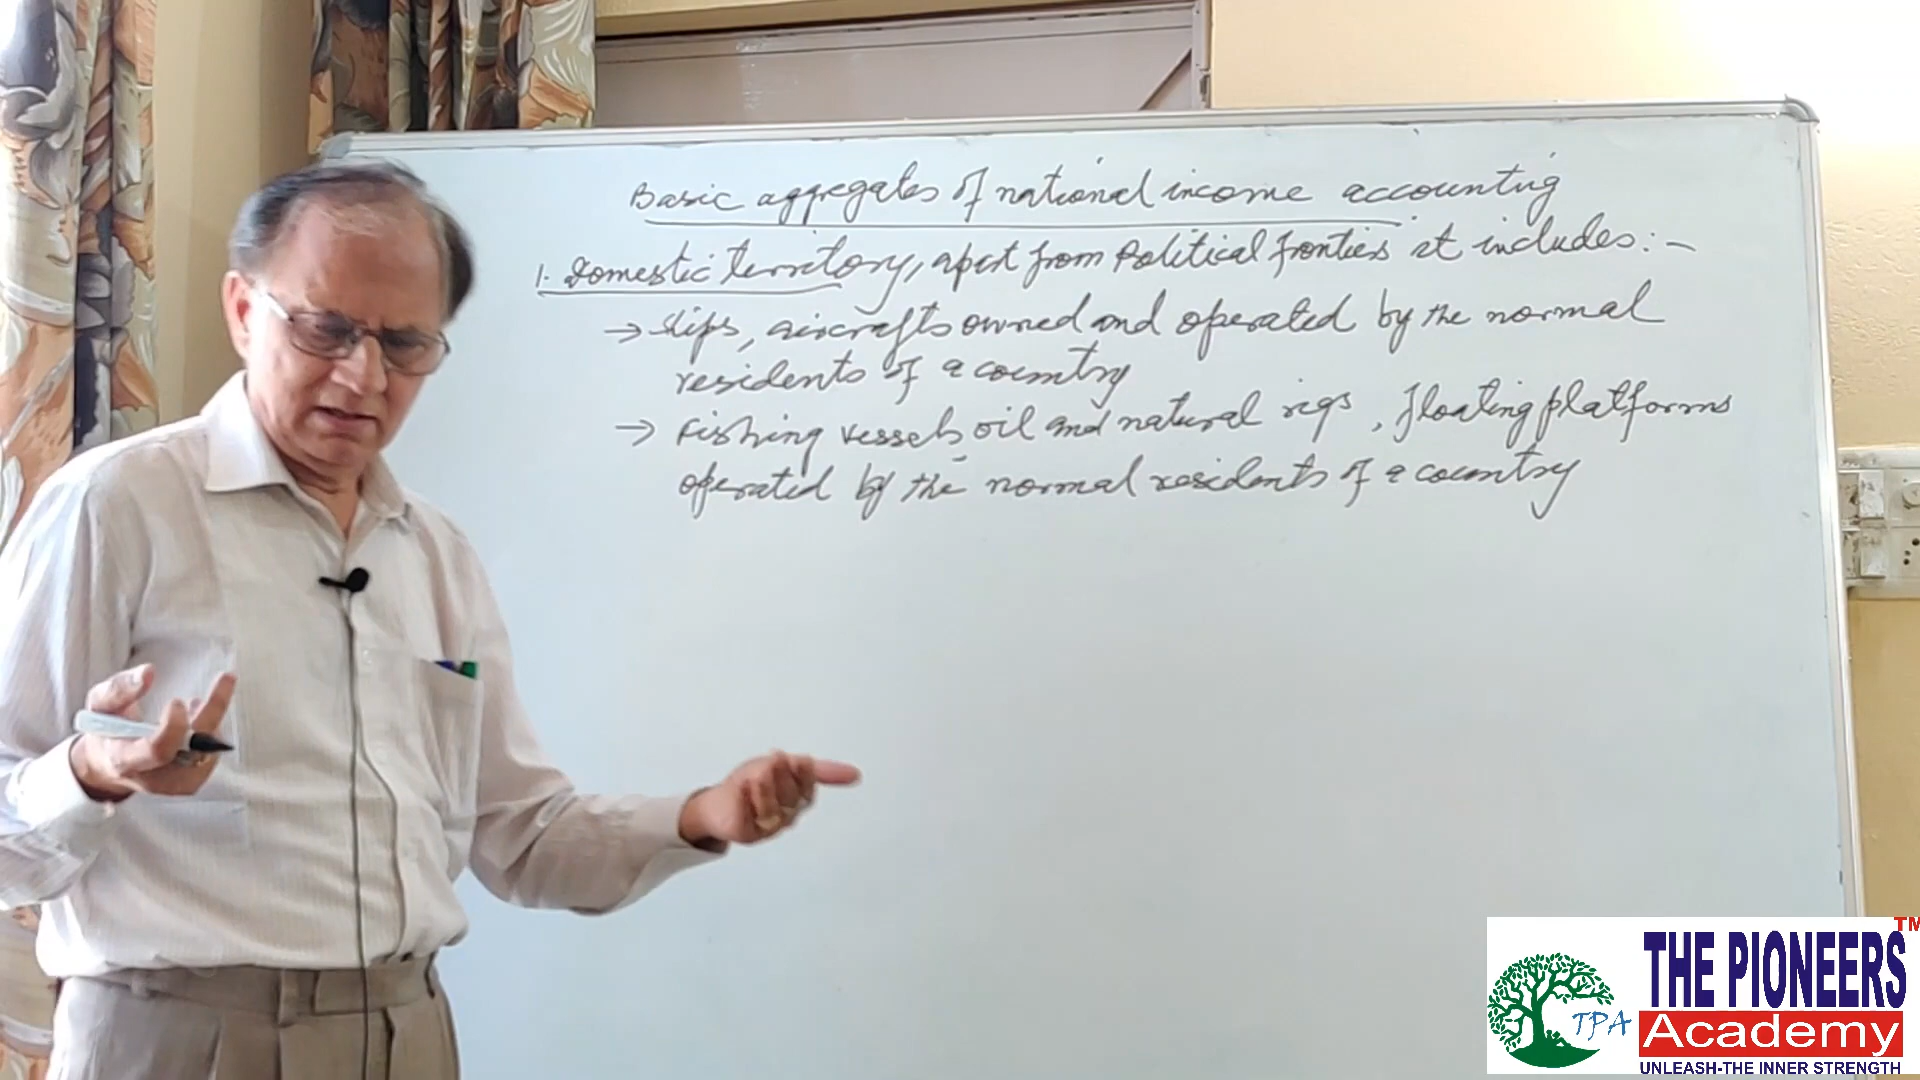 Basic aggregates of national income accounting
1. Domestic territory, apart from Political frontiers it includes:-
→ Ships, aircrafts owned and operated by the normal
residents of a country
→ Fishing vessels oil and natural rigs, floating platforms
operated by the normal residents of a country
TPA
THE PIONEERS TM
Academy
UNLEASH-THE INNER STRENGTH